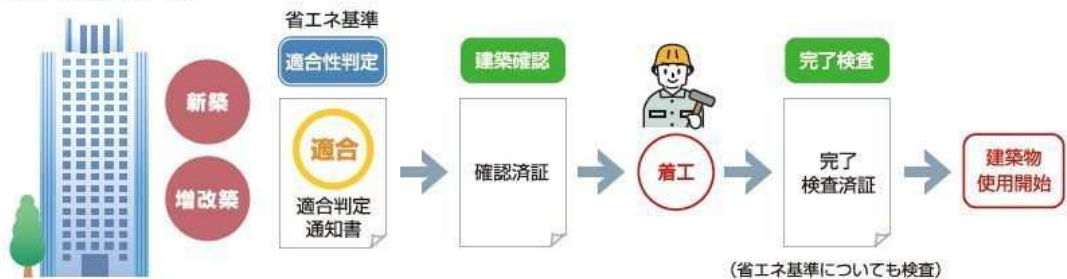 新築
増改築
省エネ基準
適合性判定
適合
適合判定
通知書
建築確認
確認済証
着工
完了検査
完了
検査済証
(省エネ基準についても検査)
建築物
使用開始